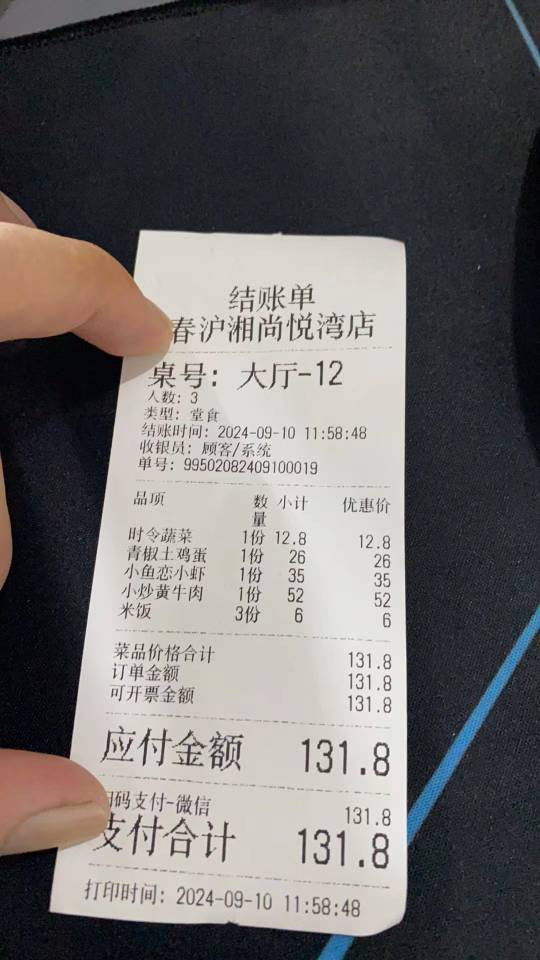 结账单
春沪湘尚悦湾店
桌号: 大厅-12
人数: 3
类型: 堂食
结账时间: 2024-09-10 11:58:48
收银员: 顾客/系统
单号: 99502082409100019
品项 数量 小计 优惠价
时令蔬菜 1份 12.8 12.8
青椒土鸡蛋 1份 26 26
小鱼恋小虾 1份 35 35
小炒黄牛肉 1份 52 52
米饭 3份 6 6
菜品价格合计 131.8
订单金额 131.8
可开票金额 131.8
应付金额 131.8
扫码支付-微信 131.8
支付合计 131.8
打印时间: 2024-09-10 11:58:48